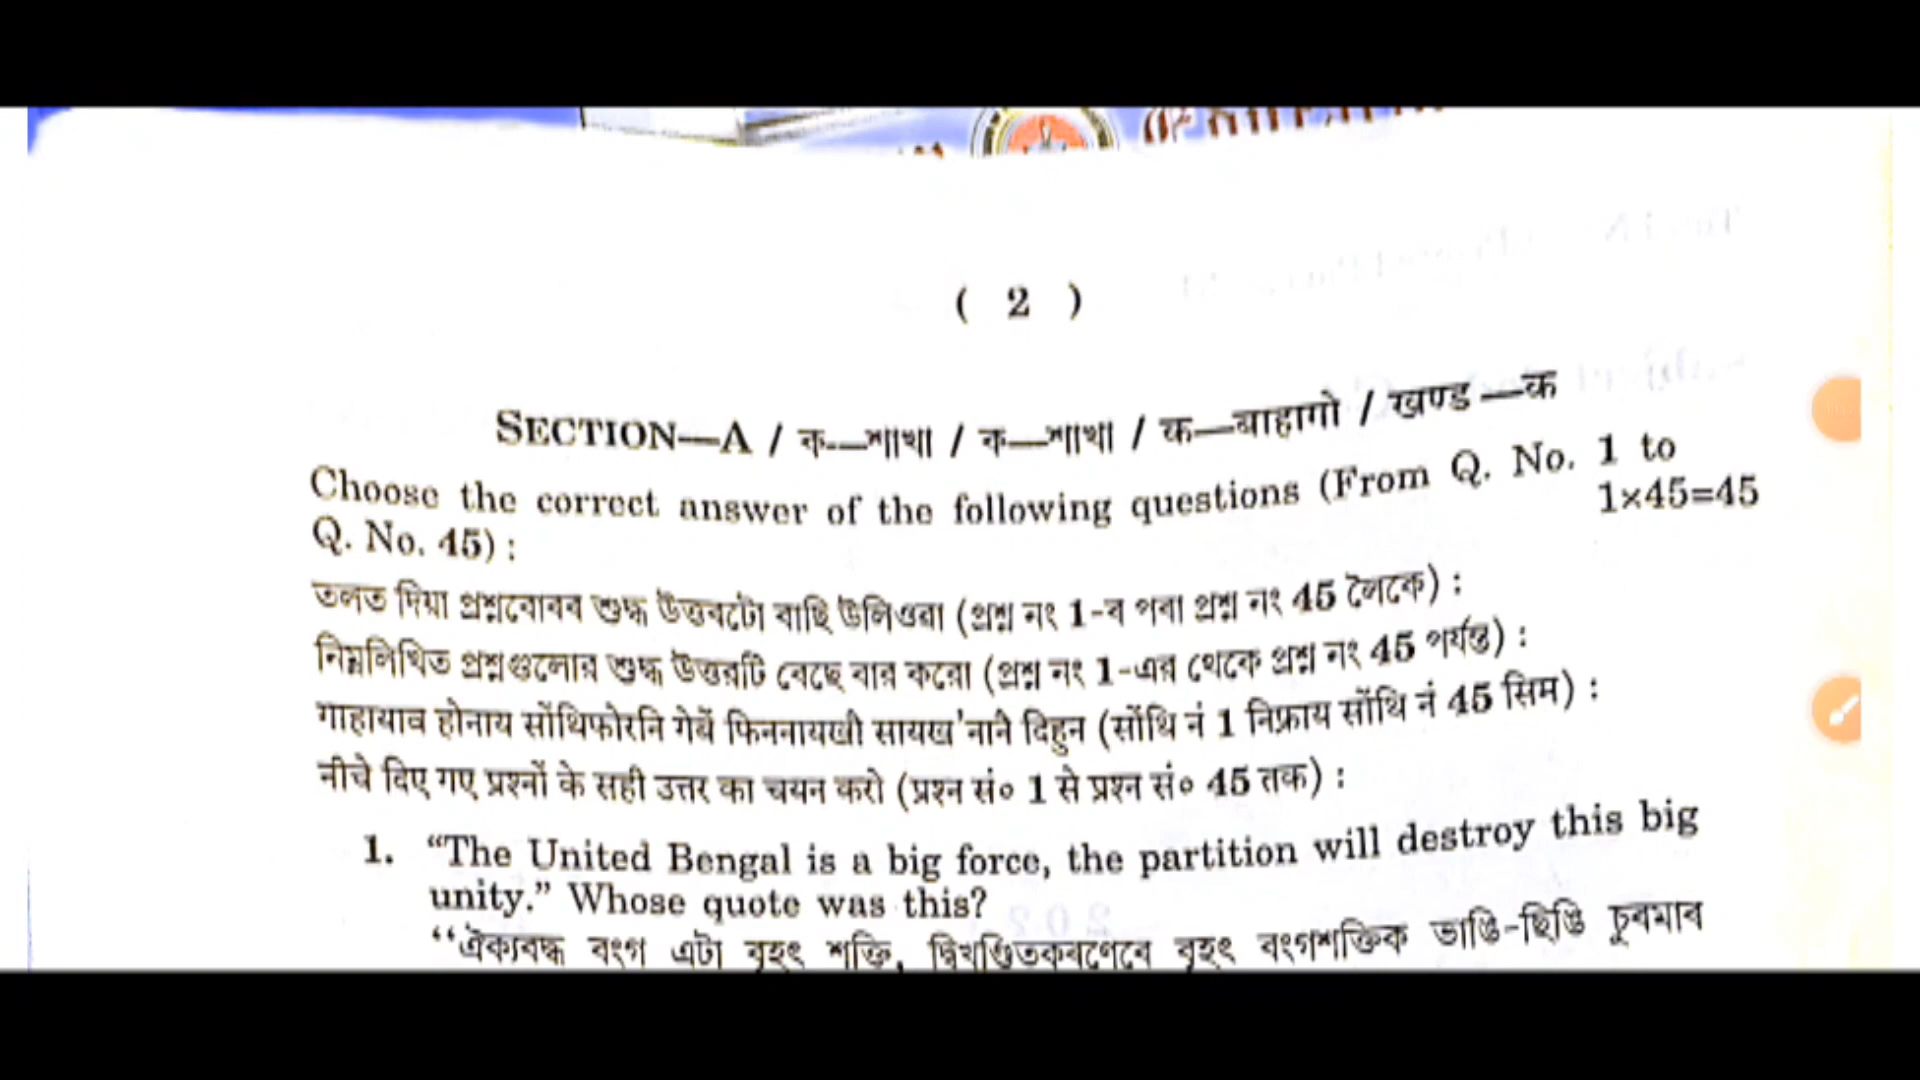 ( 2 )
SECTION—A / ক—শাখা / ক—শাখা / क—बाहागो / खण्ड—क
Choose the correct answer of the following questions (From Q. No. 1 to
Q. No. 45) : 1×45=45
তলত দিয়া প্ৰশ্নবোৰৰ শুদ্ধ উত্তৰটো বাছি উলিওৱা (প্ৰশ্ন নং 1-ৰ পৰা প্ৰশ্ন নং 45 লৈকে) :
নিম্নলিখিত প্রশ্নগুলোর শুদ্ধ উত্তরটি বেছে বার করো (প্রশ্ন নং 1-এর থেকে প্রশ্ন নং 45 পর্যন্ত) :
गाहायाव होनाय सोंथिफोरनि गेबें फिननायखौ सायख'नानै दिहुन (सोंथि नं 1 निफ्राय सोंथि नं 45 सिम) :
नीचे दिए गए प्रश्नों के सही उत्तर का चयन करो (प्रश्न सं॰ 1 से प्रश्न सं॰ 45 तक) :
1. “The United Bengal is a big force, the partition will destroy this big
unity.” Whose quote was this?
‘‘ঐক্যবদ্ধ বংগ এটা বৃহৎ শক্তি, দ্বিখণ্ডিতকৰণেৰে বৃহৎ বংগশক্তিক ভাঙি-ছিঙি চুৰমাৰ